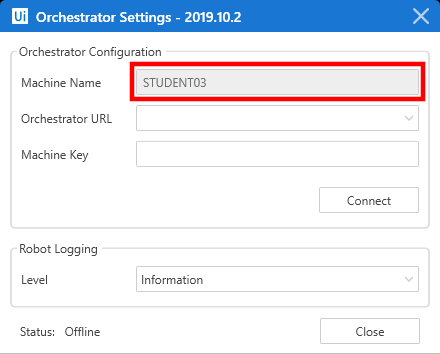 Ui Orchestrator Settings - 2019.10.2
Orchestrator Configuration
Machine Name STUDENT03
Orchestrator URL
Machine Key
Connect
Robot Logging
Level Information
Status: Offline Close